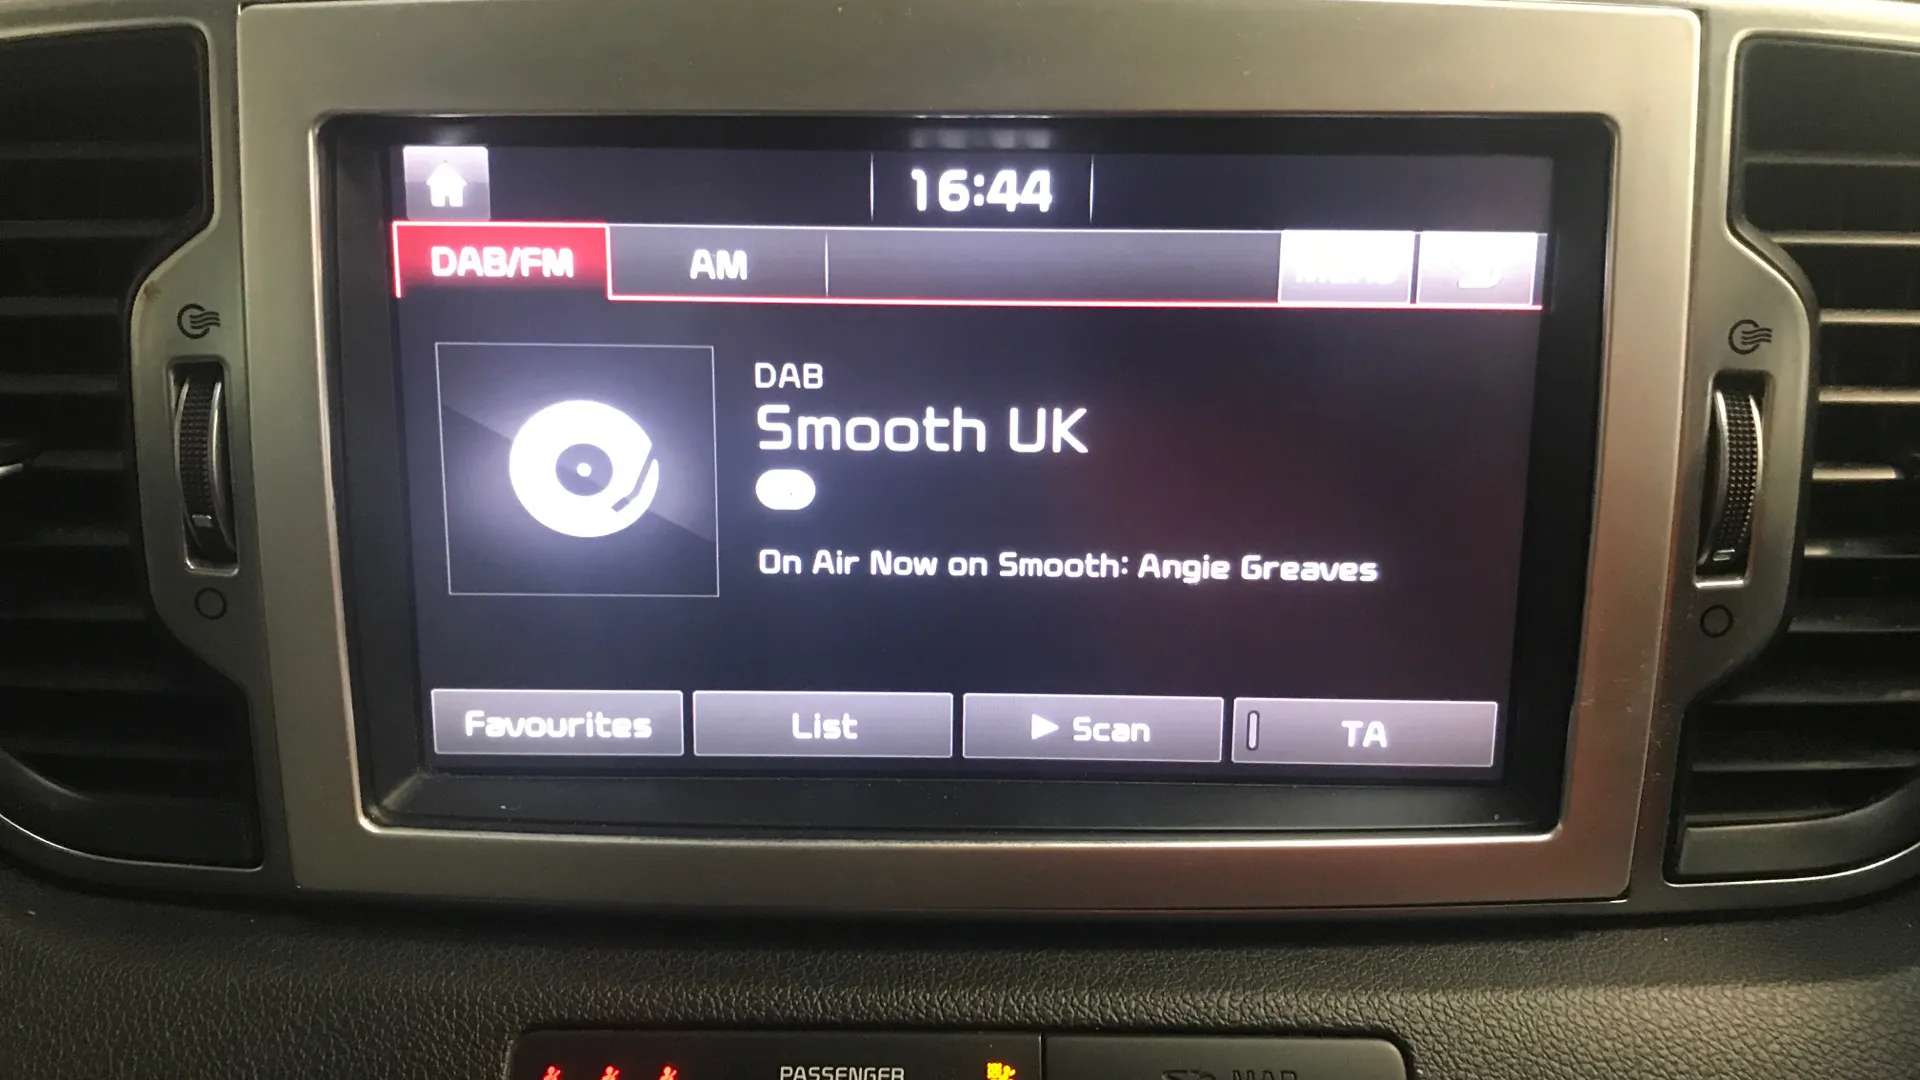 16:44
DAB/FM AM MENU
DAB
Smooth UK
On Air Now on Smooth: Angie Greaves
Favourites List Scan TA
PASSENGER